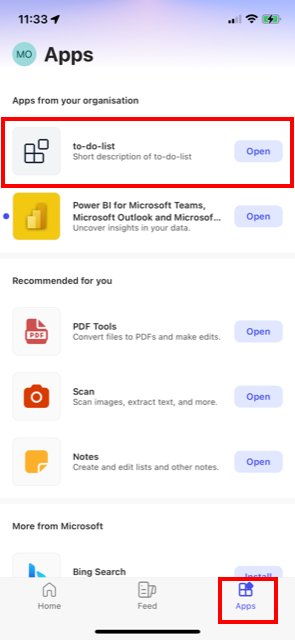 11:33
MO Apps
Apps from your organisation
to-do-list
Short description of to-do-list
Open
Power BI for Microsoft Teams,
Microsoft Outlook and Microsof...
Uncover insights in your data.
Open
Recommended for you
PDF
PDF Tools
Convert files to PDFs and make edits.
Open
Scan
Scan images, extract text, and more.
Open
Notes
Create and edit lists and other notes.
Open
More from Microsoft
Bing Search
Install
Home
Feed
Apps